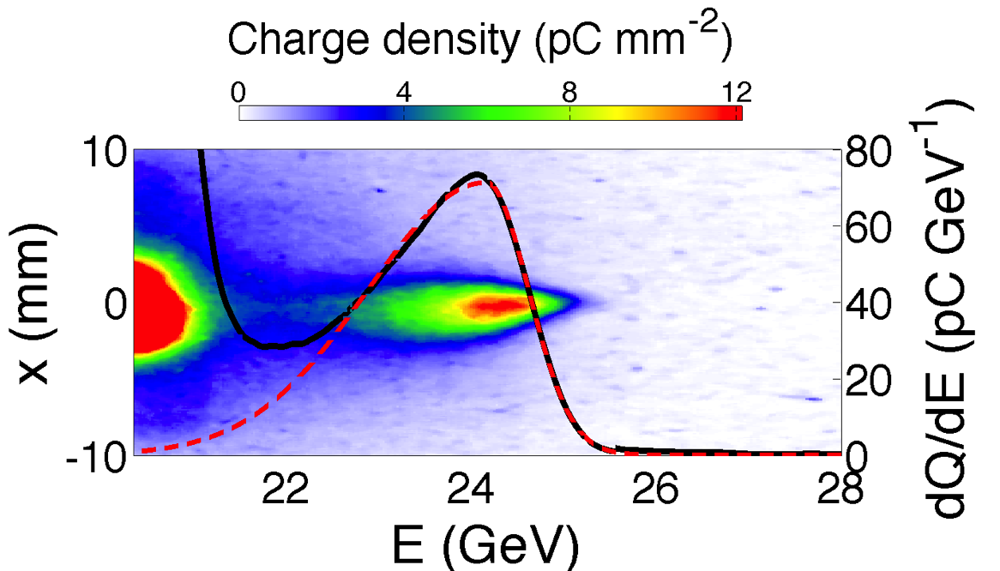 Charge density (pC mm⁻²)
0 4 8 12
10 0 -10
x (mm)
80 60 40 20 0
dQ/dE (pC GeV⁻¹)
22 24 26 28
E (GeV)